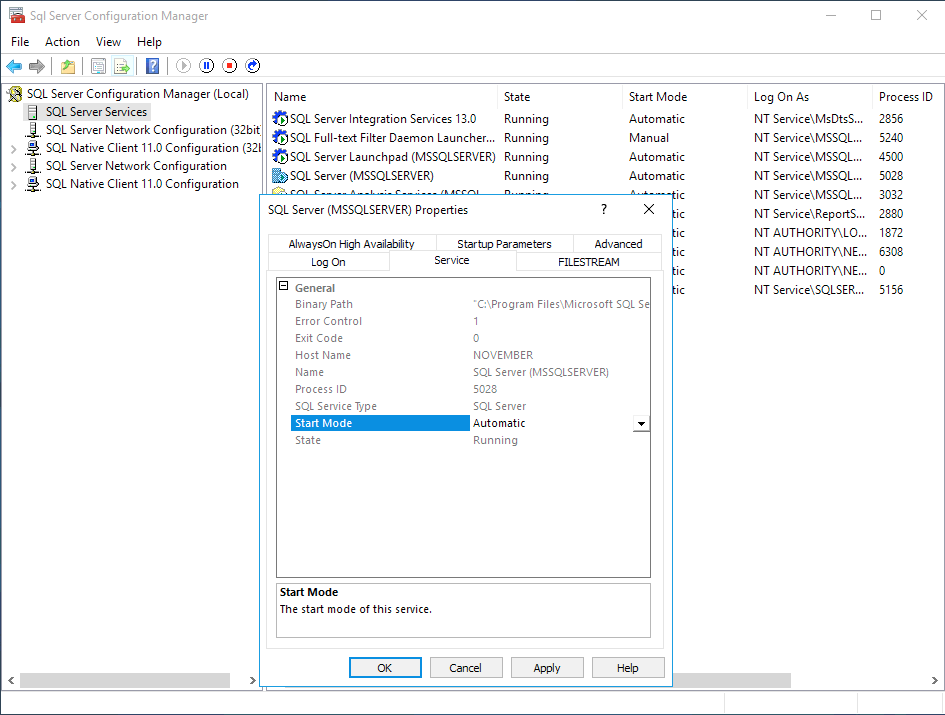 Sql Server Configuration Manager
File Action View Help
SQL Server Configuration Manager (Local)
SQL Server Services
SQL Server Network Configuration (32bit
SQL Native Client 11.0 Configuration (32b
SQL Server Network Configuration
SQL Native Client 11.0 Configuration
Name State Start Mode Log On As Process ID
SQL Server Integration Services 13.0 Running Automatic NT Service\MsDtsS... 2856
SQL Full-text Filter Daemon Launcher... Running Manual NT Service\MSSQL... 5240
SQL Server Launchpad (MSSQLSERVER) Running Automatic NT Service\MSSQL... 4500
SQL Server (MSSQLSERVER) Running Automatic NT Service\MSSQL... 5028
SQL Server Analysis Services (MSSQL... Running tic NT Service\MSSQL... 3032
tic NT Service\ReportS... 2880
tic NT AUTHORITY\LO... 1872
tic NT AUTHORITY\NE... 6308
tic NT AUTHORITY\NE... 0
tic NT Service\SQLSER... 5156
SQL Server (MSSQLSERVER) Properties ?
AlwaysOn High Availability Startup Parameters Advanced
Log On Service FILESTREAM
General
Binary Path "C:\Program Files\Microsoft SQL Se
Error Control 1
Exit Code 0
Host Name NOVEMBER
Name SQL Server (MSSQLSERVER)
Process ID 5028
SQL Service Type SQL Server
Start Mode Automatic
State Running
Start Mode
The start mode of this service.
OK Cancel Apply Help